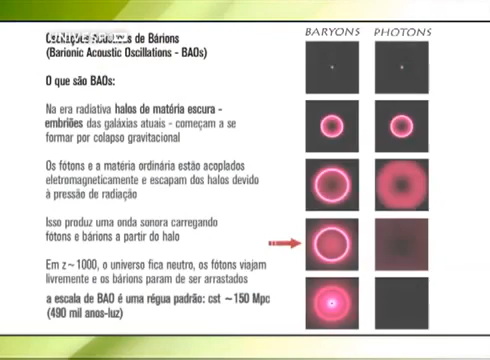 de Bárions
(Barionic Acoustic Oscillations - BAOs)
O que são BAOs:
Na era radiativa halos de matéria escura -
embriões das galáxias atuais - começam a se
formar por colapso gravitacional
Os fótons e a matéria ordinária estão acoplados
eletromagneticamente e escapam dos halos devido
à pressão de radiação
Isso produz uma onda sonora carregando
fótons e bárions a partir do halo
Em z~1000, o universo fica neutro, os fótons viajam
livremente e os bárions param de ser arrastados
a escala de BAO é uma régua padrão: cst ~150 Mpc
(490 mil anos-luz)
BARYONS PHOTONS